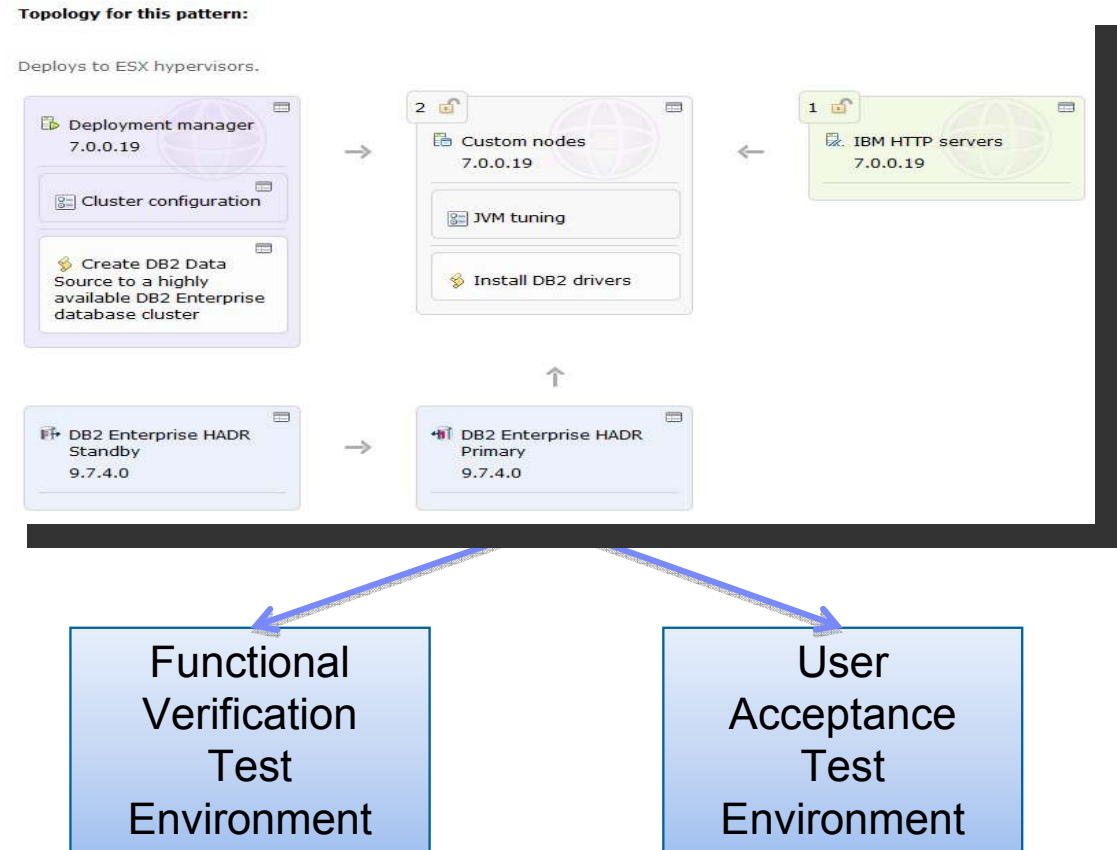 Topology for this pattern:
Deploys to ESX hypervisors.
Deployment manager
7.0.0.19
Cluster configuration
Create DB2 Data
Source to a highly
available DB2 Enterprise
database cluster
2
Custom nodes
7.0.0.19
JVM tuning
Install DB2 drivers
1
IBM HTTP servers
7.0.0.19
DB2 Enterprise HADR
Standby
9.7.4.0
DB2 Enterprise HADR
Primary
9.7.4.0
Functional
Verification
Test
Environment
User
Acceptance
Test
Environment